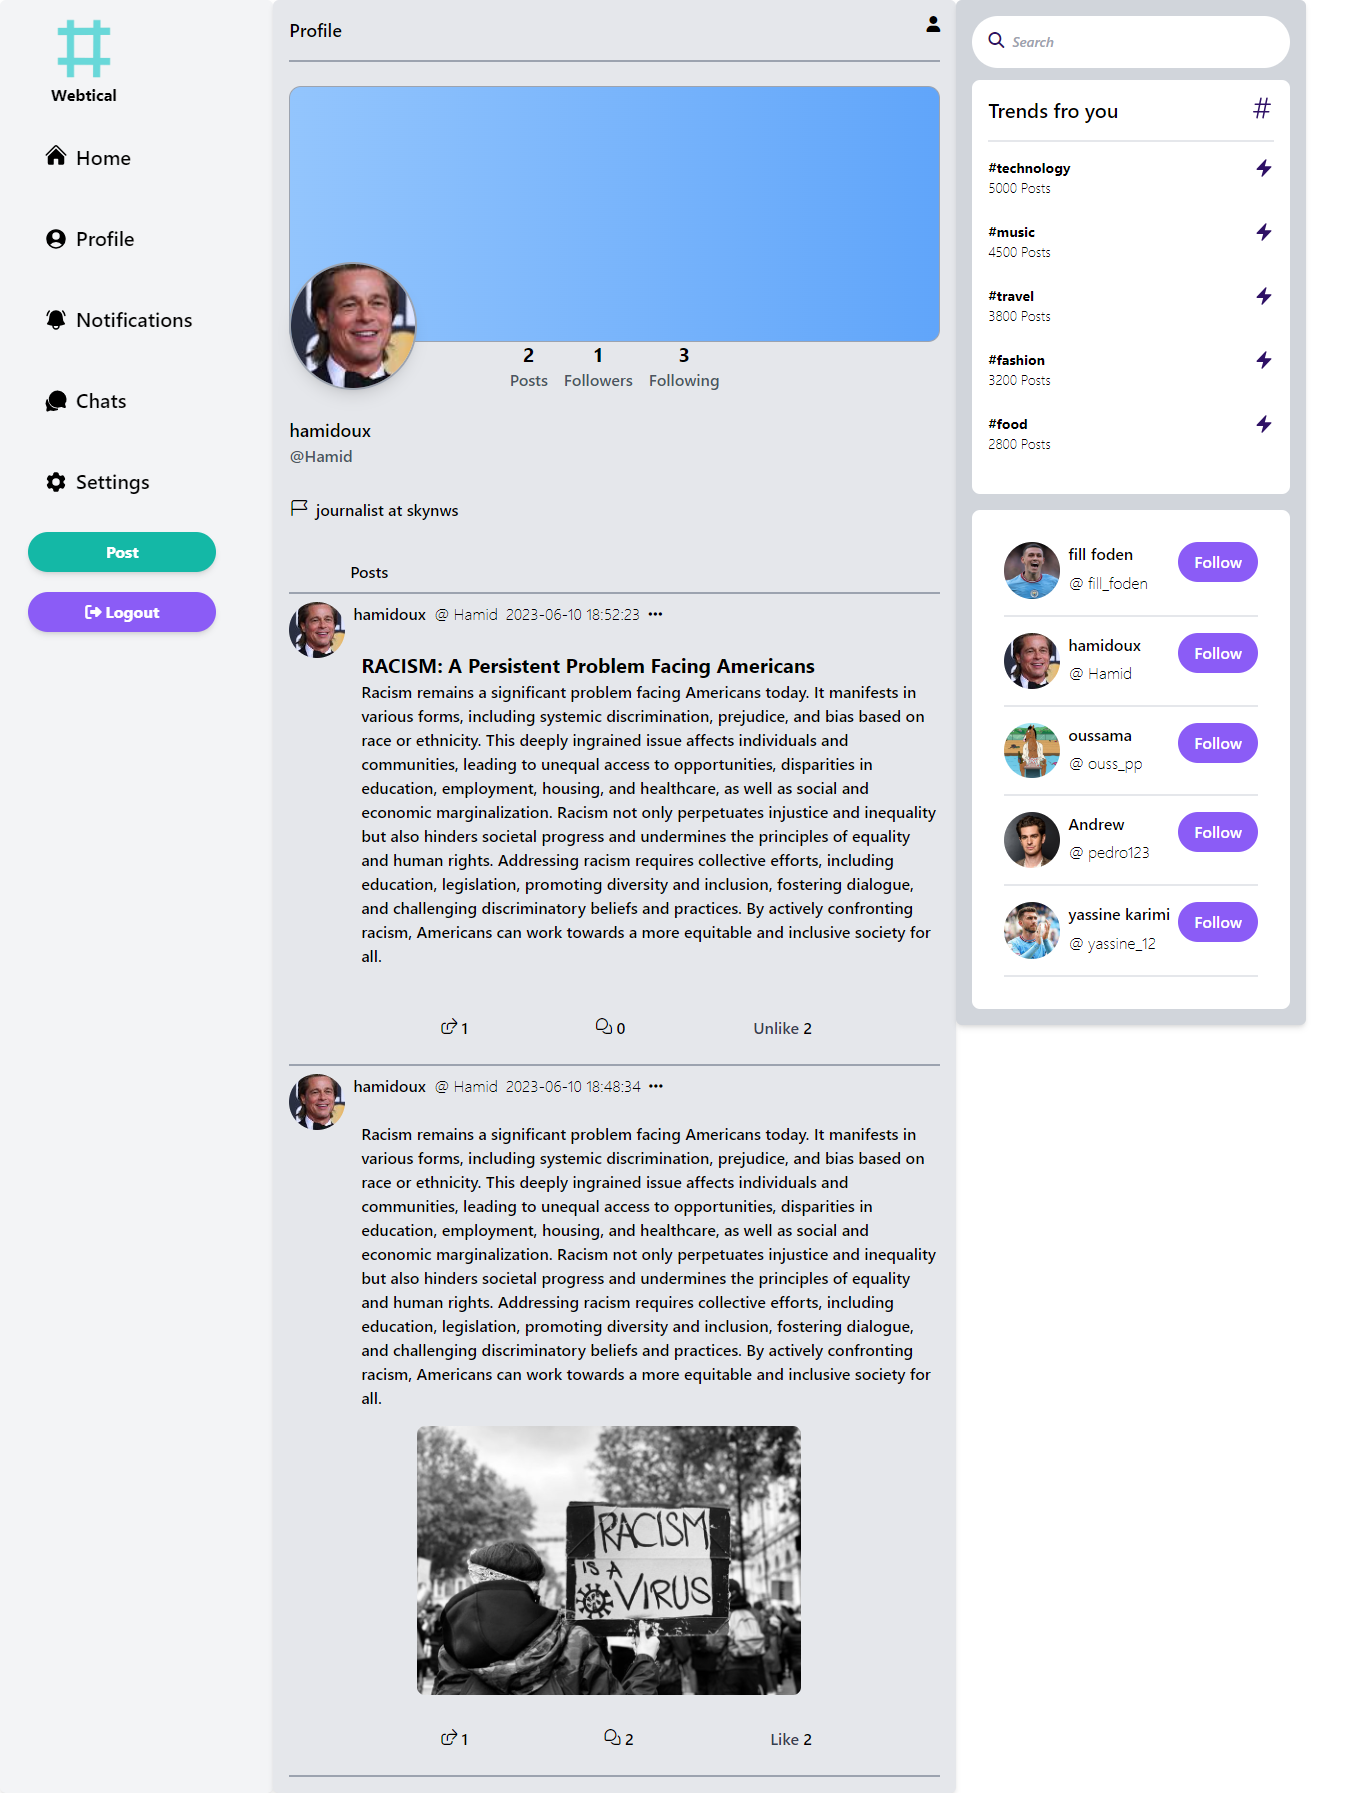 Webtical
Home
Profile
Notifications
Chats
Settings
Post
Logout
Profile
2 1 3
Posts Followers Following
hamidoux
@Hamid
journalist at skynws
Posts
hamidoux @ Hamid 2023-06-10 18:52:23
RACISM: A Persistent Problem Facing Americans
Racism remains a significant problem facing Americans today. It manifests in
various forms, including systemic discrimination, prejudice, and bias based on
race or ethnicity. This deeply ingrained issue affects individuals and
communities, leading to unequal access to opportunities, disparities in
education, employment, housing, and healthcare, as well as social and
economic marginalization. Racism not only perpetuates injustice and inequality
but also hinders societal progress and undermines the principles of equality
and human rights. Addressing racism requires collective efforts, including
education, legislation, promoting diversity and inclusion, fostering dialogue,
and challenging discriminatory beliefs and practices. By actively confronting
racism, Americans can work towards a more equitable and inclusive society for
all.
1 0 Unlike 2
hamidoux @ Hamid 2023-06-10 18:48:34
Racism remains a significant problem facing Americans today. It manifests in
various forms, including systemic discrimination, prejudice, and bias based on
race or ethnicity. This deeply ingrained issue affects individuals and
communities, leading to unequal access to opportunities, disparities in
education, employment, housing, and healthcare, as well as social and
economic marginalization. Racism not only perpetuates injustice and inequality
but also hinders societal progress and undermines the principles of equality
and human rights. Addressing racism requires collective efforts, including
education, legislation, promoting diversity and inclusion, fostering dialogue,
and challenging discriminatory beliefs and practices. By actively confronting
racism, Americans can work towards a more equitable and inclusive society for
all.
RACISM
IS A
VIRUS
1 2 Like 2
Search
Trends fro you
#technology
5000 Posts
#music
4500 Posts
#travel
3800 Posts
#fashion
3200 Posts
#food
2800 Posts
fill foden Follow
@ fill_foden
hamidoux Follow
@ Hamid
oussama Follow
@ ouss_pp
Andrew Follow
@ pedro123
yassine karimi Follow
@ yassine_12